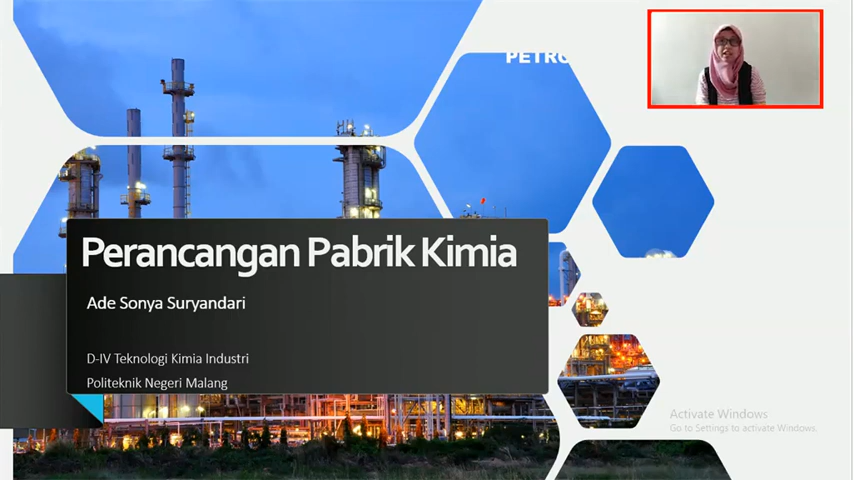 Perancangan Pabrik Kimia
Ade Sonya Suryandari
D-IV Teknologi Kimia Industri
Politeknik Negeri Malang
Activate Windows
Go to Settings to activate Windows.